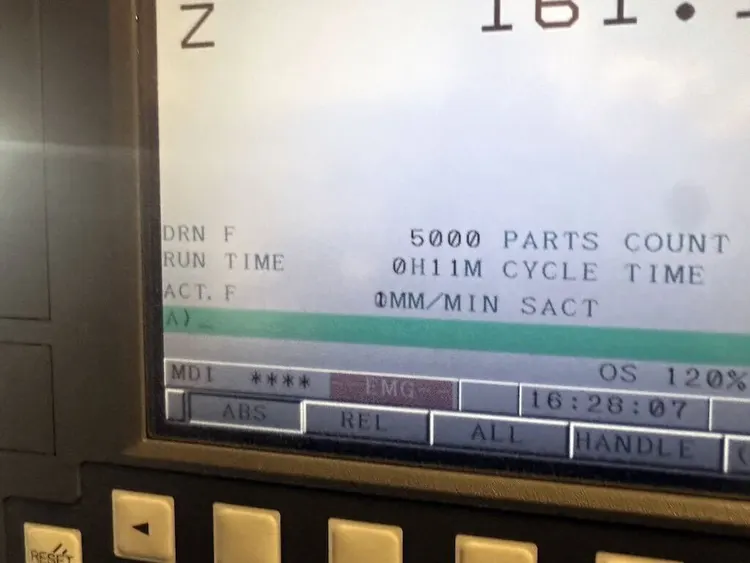 Z 161.
DRN F 5000 PARTS COUNT
RUN TIME 0H11M CYCLE TIME
ACT. F 0MM/MIN SACT
A)_
OS 120%
MDI **** --EMG-- 16:28:07
ABS REL ALL HANDLE
RESET